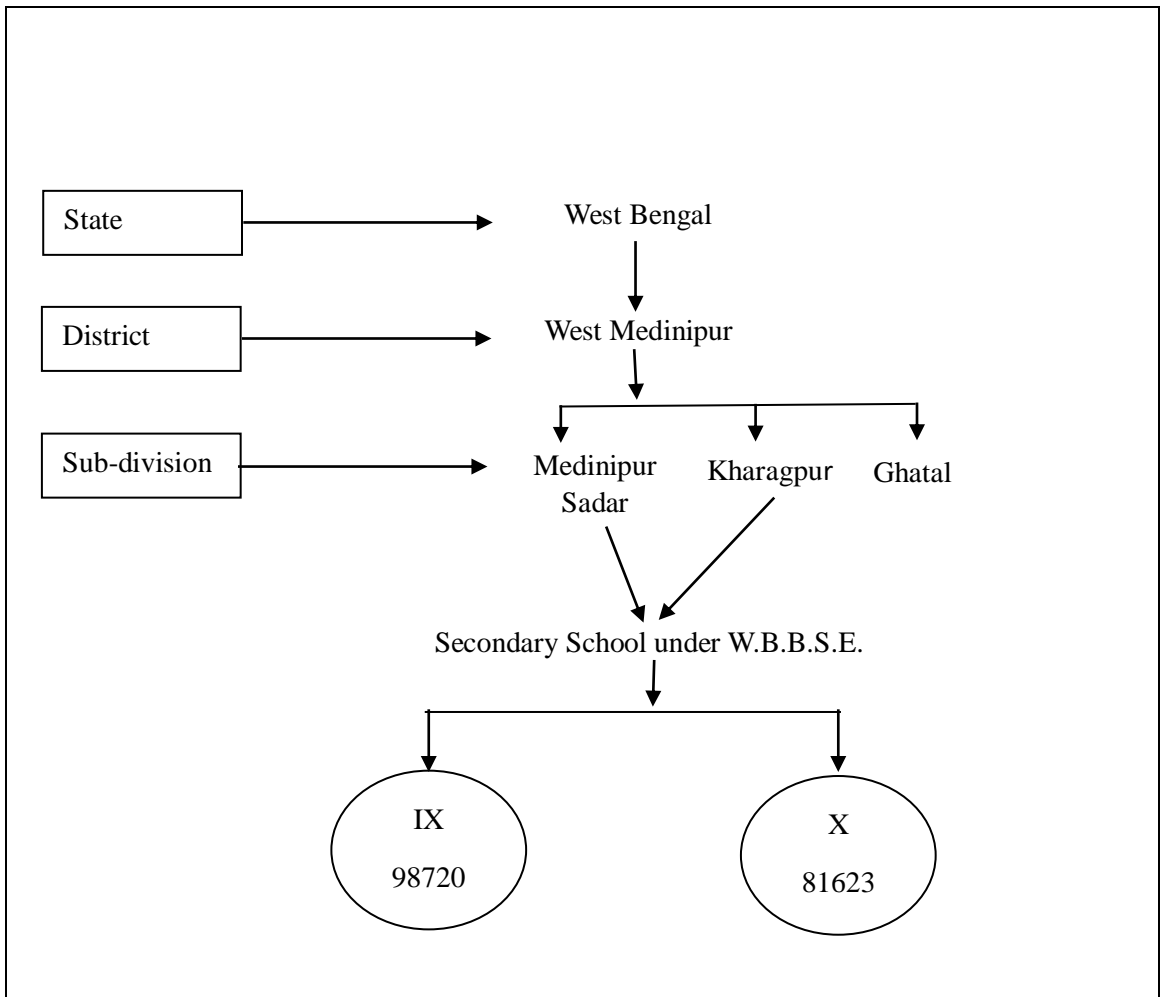 State
West Bengal
District
West Medinipur
Sub-division
Medinipur
Sadar
Kharagpur
Ghatal
Secondary School under W.B.B.S.E.
IX
98720
X
81623